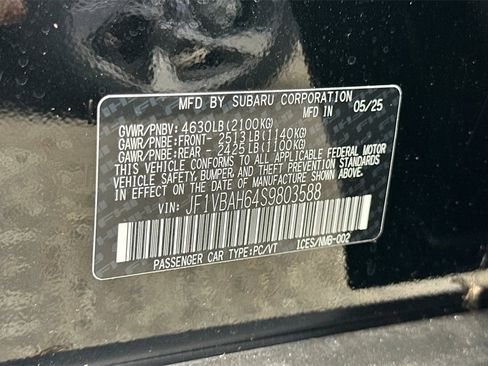 MFD BY SUBARU CORPORATION
MFD IN 05/25
GVWR/PNBV: 4630LB(2100KG)
GAWR/PNBE:FRONT- 2513LB(1140KG)
GAWR/PNBE:REAR - 2425LB(1100KG)
THIS VEHICLE CONFORMS TO ALL APPLICABLE FEDERAL MOTOR
VEHICLE SAFETY, BUMPER, AND THEFT PREVENTION STANDARDS
IN EFFECT ON THE DATE OF MANUFACTURE SHOWN ABOVE.
VIN: JF1VBAH64S9803588
PASSENGER CAR TYPE:PC/VT ICES/NMB-002